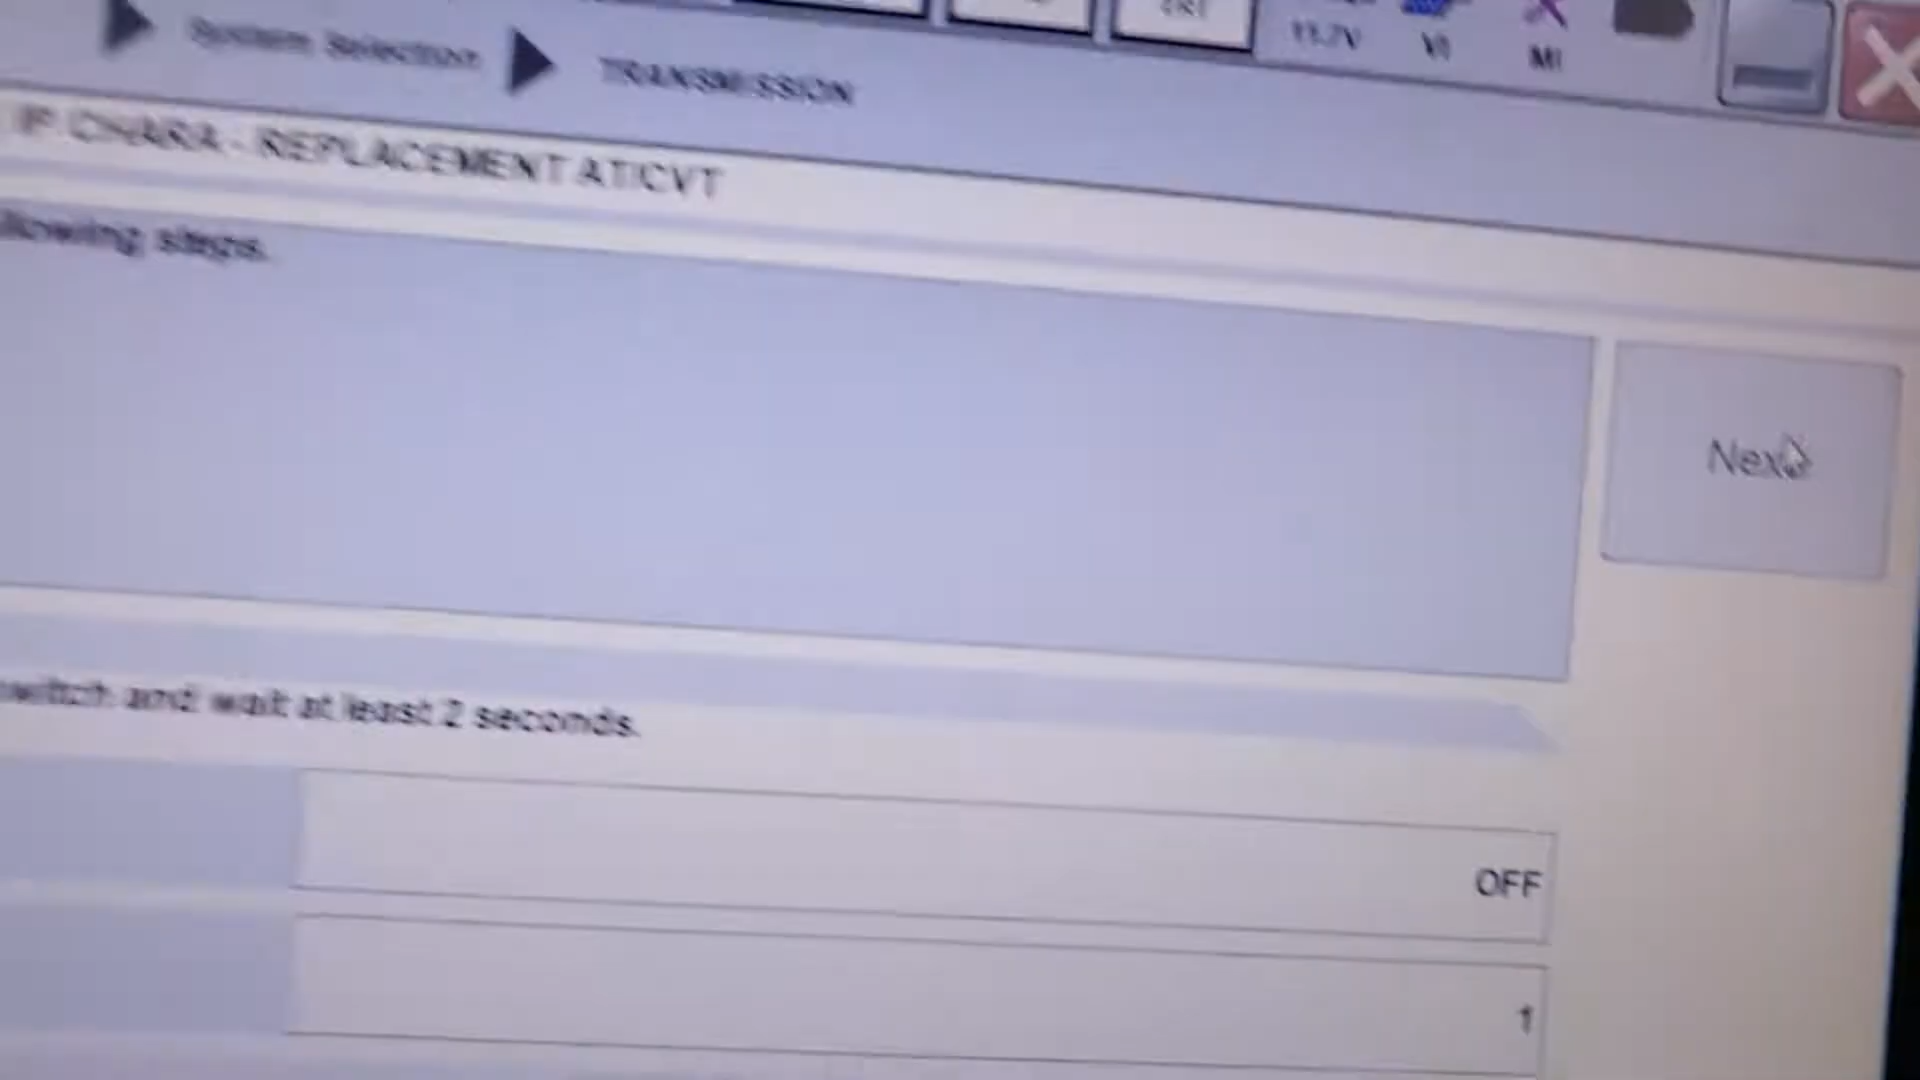 11.7V VI MI
System Selection TRANSMISSION
IP CHARA - REPLACEMENT AT/CVT
llowing steps.
Next
witch and wait at least 2 seconds.
OFF
1